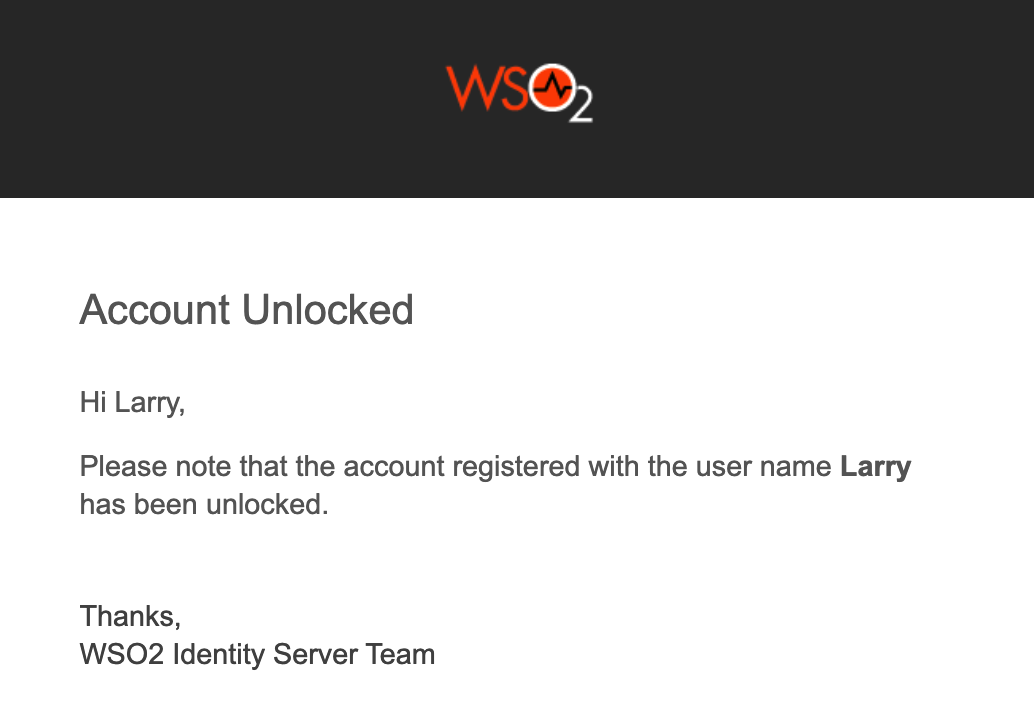 WSO2
Account Unlocked
Hi Larry,
Please note that the account registered with the user name Larry
has been unlocked.
Thanks,
WSO2 Identity Server Team